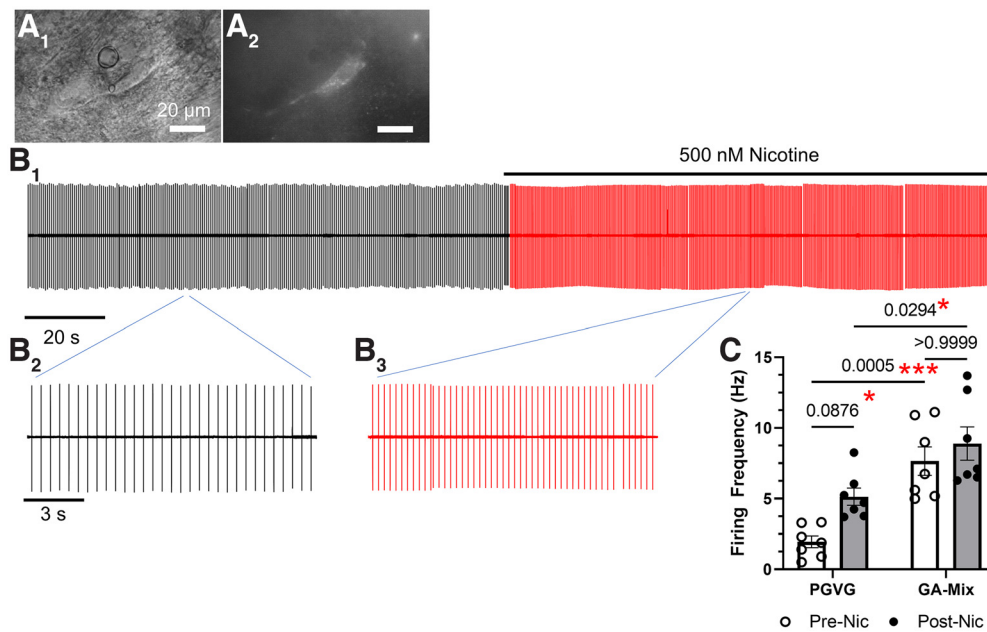 A1
A2
20 μm
B1
500 nM Nicotine
20 s
B2
B3
3 s
C
0.0294*
>0.9999
0.0005 ***
0.0876 *
Firing Frequency (Hz)
15
10
5
0
PGVG
GA-Mix
Pre-Nic
Post-Nic